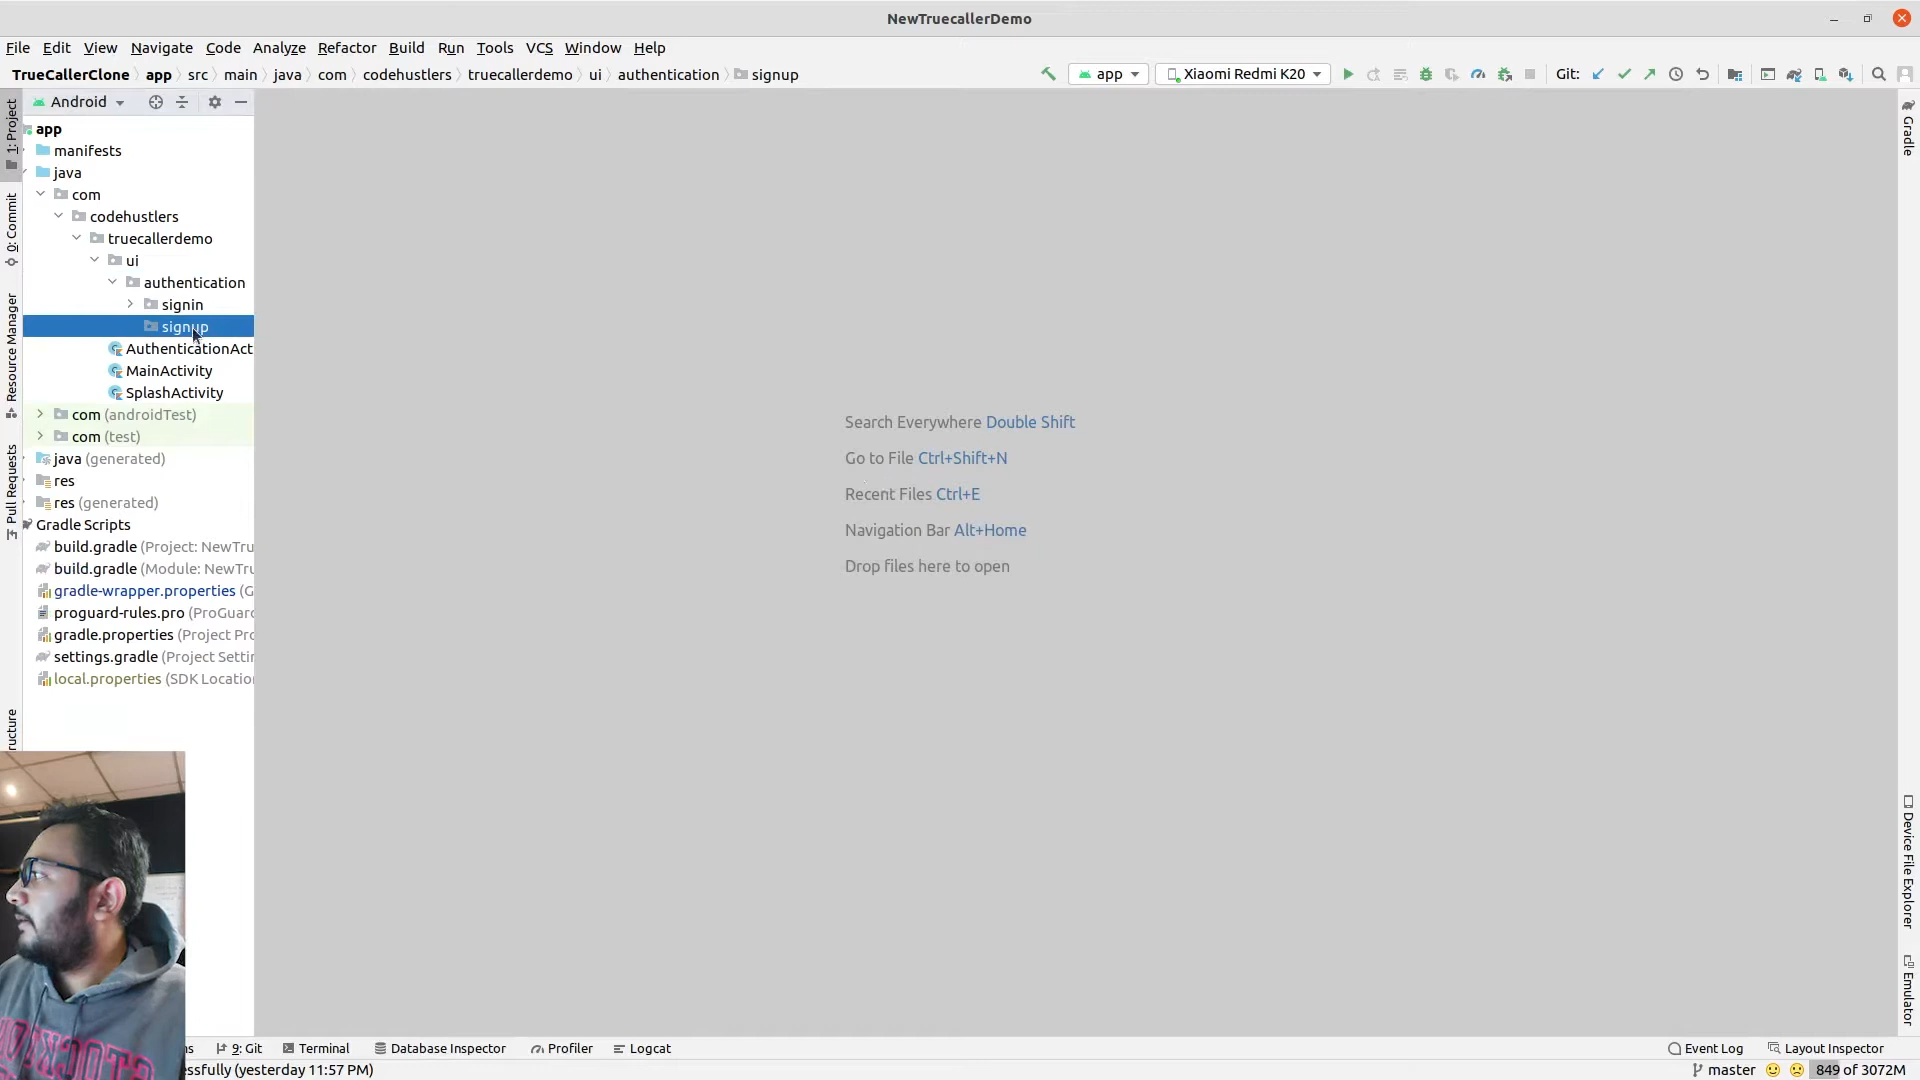 NewTruecallerDemo
File Edit View Navigate Code Analyze Refactor Build Run Tools VCS Window Help
TrueCallerClone app src main java com codehustlers truecallerdemo ui authentication signup app Xiaomi Redmi K20 Git:
Android
1: Project
0: Commit
Resource Manager
Pull Requests
ructure
app
manifests
java
com
codehustlers
truecallerdemo
ui
authentication
signin
signup
AuthenticationAct
MainActivity
SplashActivity
com (androidTest)
com (test)
java (generated)
res
res (generated)
Gradle Scripts
build.gradle (Project: NewTru
build.gradle (Module: NewTru
gradle-wrapper.properties (G
proguard-rules.pro (ProGuard
gradle.properties (Project Pro
settings.gradle (Project Settin
local.properties (SDK Location
Search Everywhere Double Shift
Go to File Ctrl+Shift+N
Recent Files Ctrl+E
Navigation Bar Alt+Home
Drop files here to open
Gradle
Device File Explorer
Emulator
ns 9: Git Terminal Database Inspector Profiler Logcat Event Log Layout Inspector
essfully (yesterday 11:57 PM) master 849 of 3072M